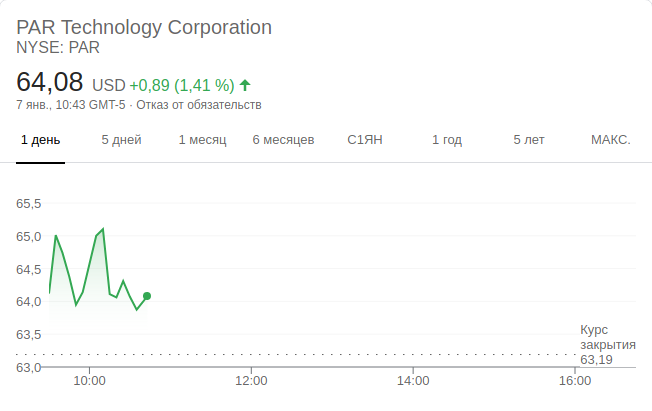 PAR Technology Corporation
NYSE: PAR
64,08 USD +0,89 (1,41 %)
7 янв., 10:43 GMT-5 · Отказ от обязательств
1 день 5 дней 1 месяц 6 месяцев С1ЯН 1 год 5 лет МАКС.
65,5
65,0
64,5
64,0
63,5
63,0
Курс
закрытия
63,19
10:00 12:00 14:00 16:00